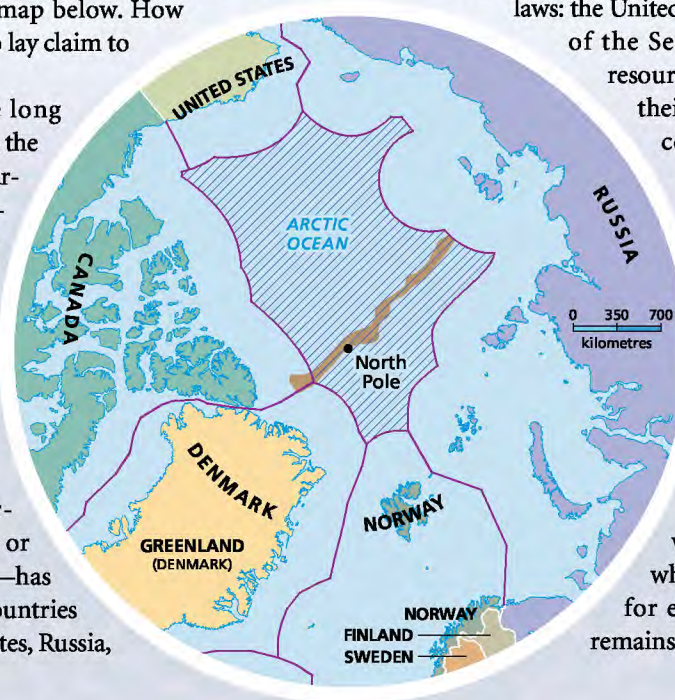 map below. How
lay claim to
long
the
or
—has
ountries
tes, Russia,
laws: the United
of the Se
resour
thei
wh
for e
remains
UNITED STATES
CANADA
ARCTIC
OCEAN
RUSSIA
0 350 700
kilometres
North
Pole
DENMARK
GREENLAND
(DENMARK)
NORWAY
NORWAY
FINLAND
SWEDEN